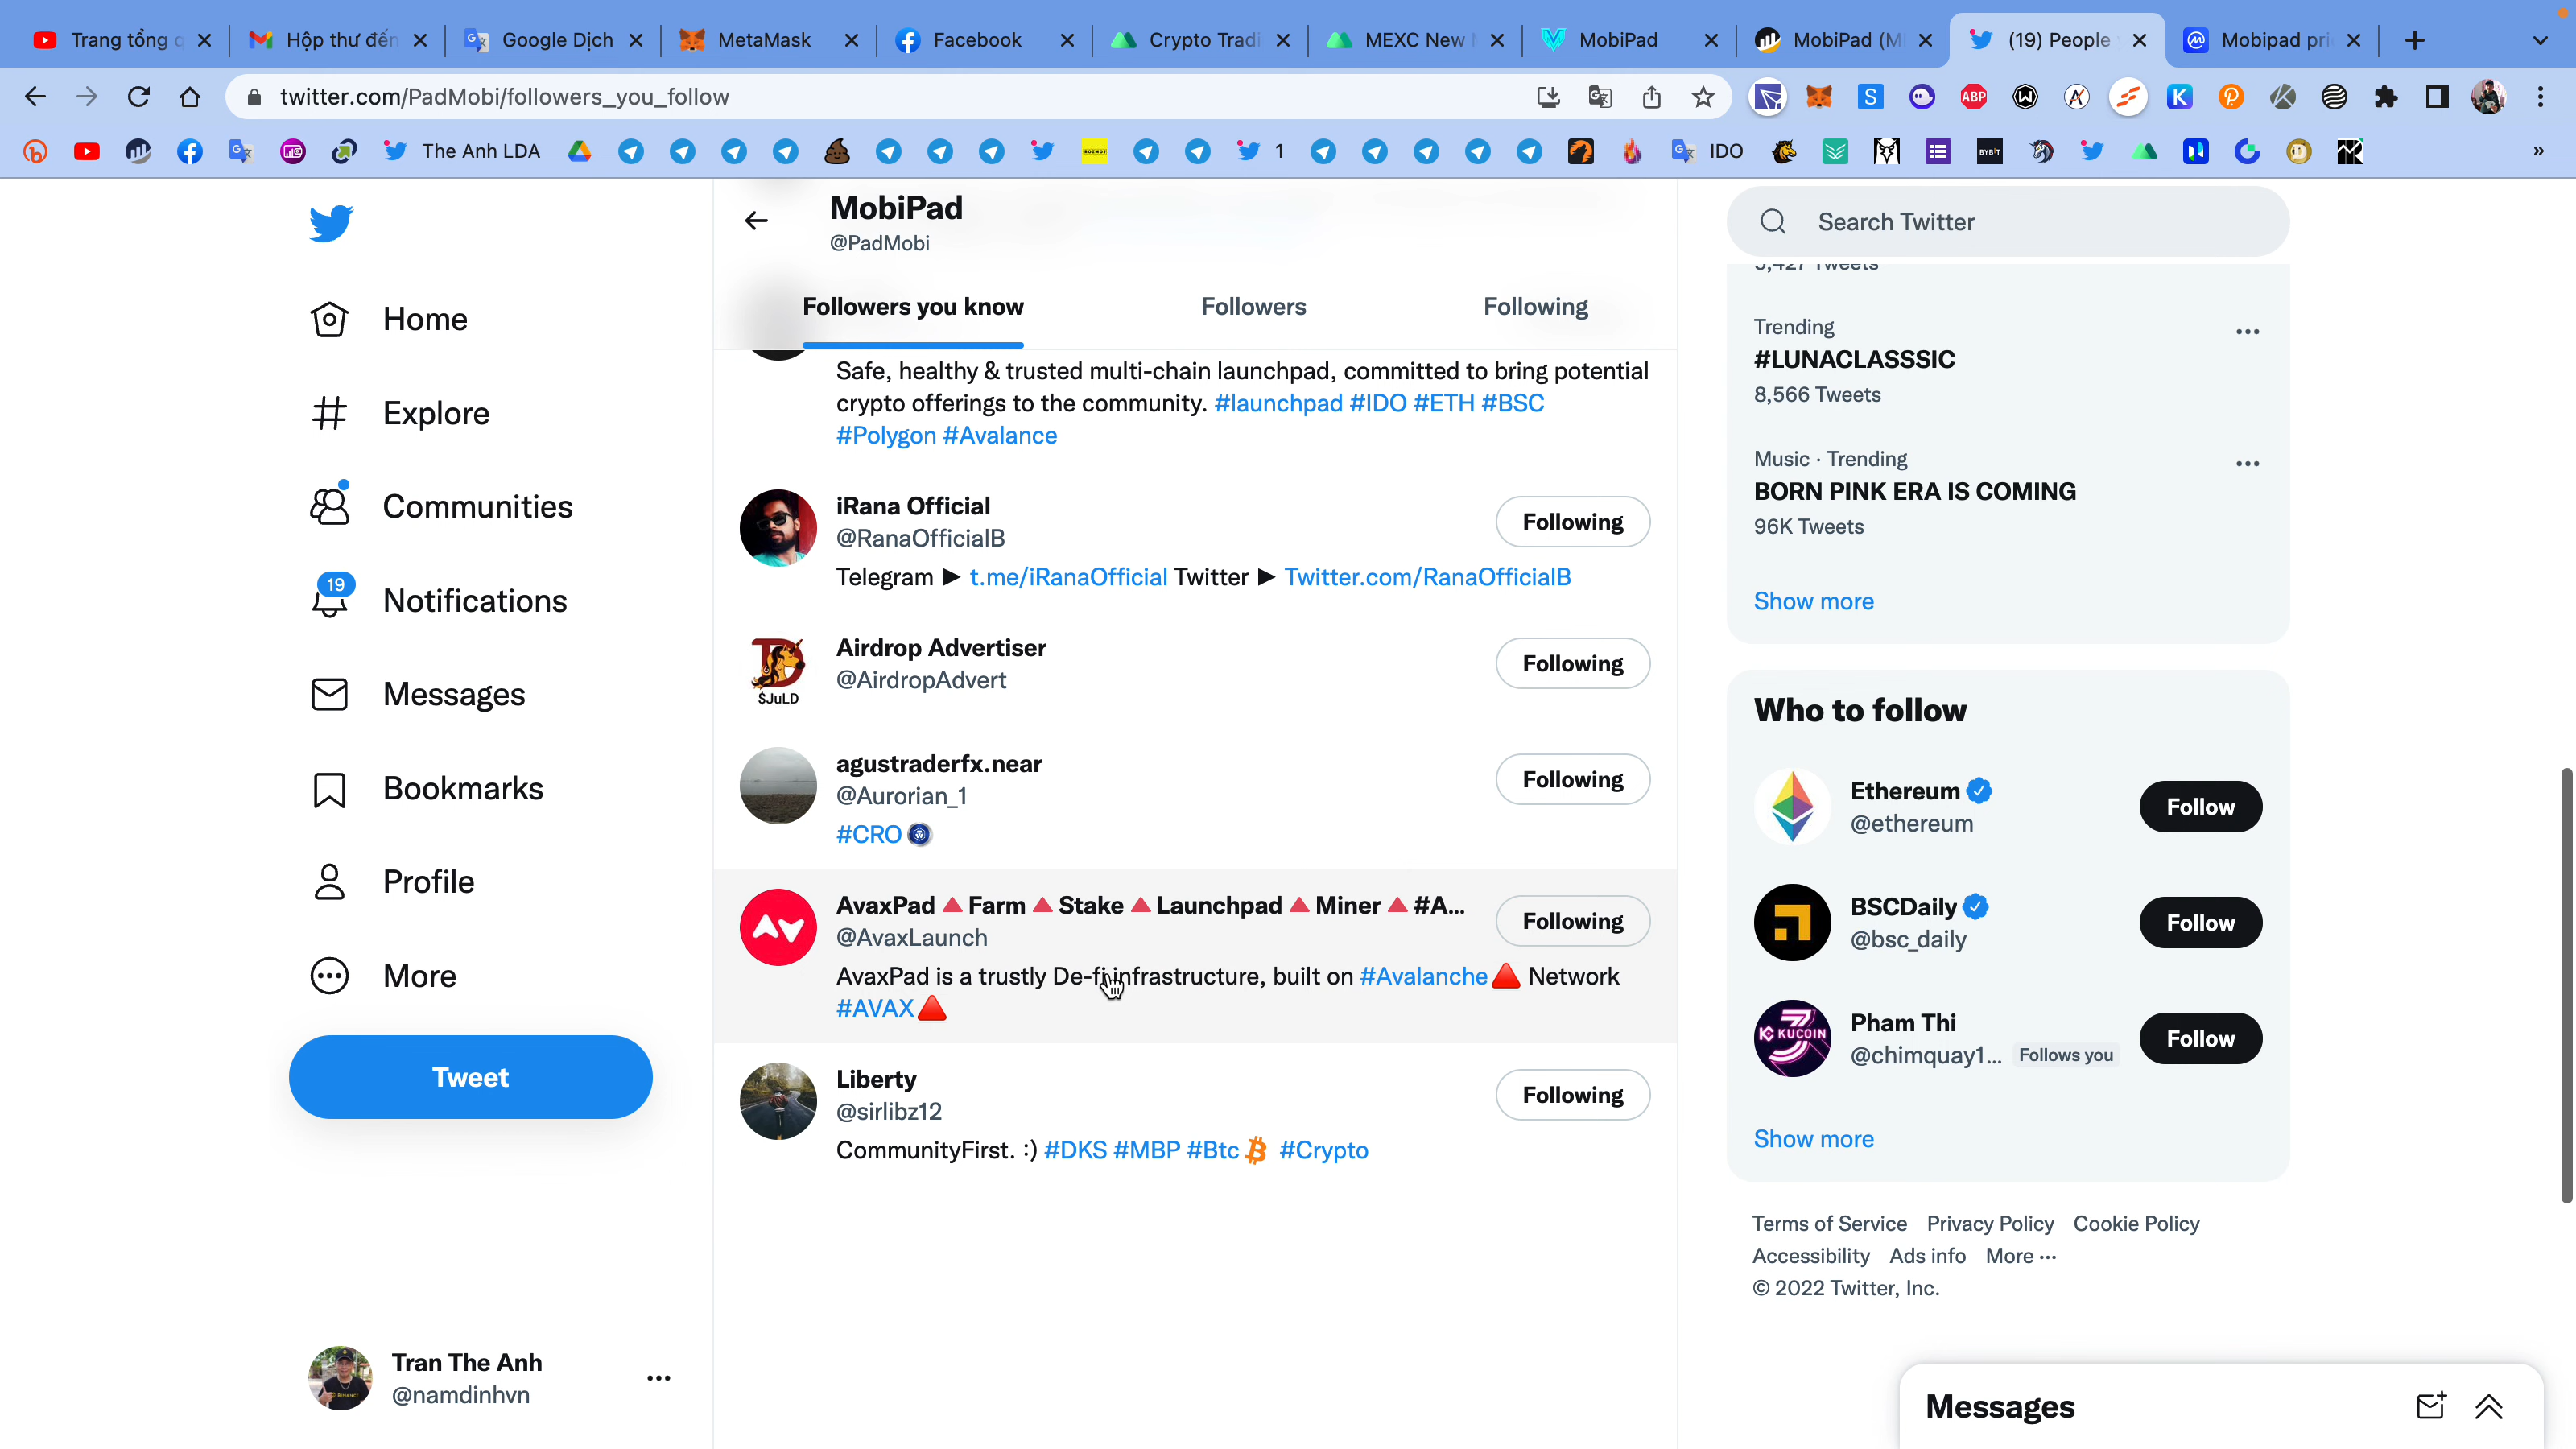 Trang tổng q
Hộp thư đến
Google Dịch
MetaMask
Facebook
Crypto Tradi
MEXC New
MobiPad
MobiPad (M
(19) People
Mobipad pri
twitter.com/PadMobi/followers_you_follow
The Anh LDA
1
IDO
MobiPad
@PadMobi
Followers you know
Followers
Following
Safe, healthy & trusted multi-chain launchpad, committed to bring potential
crypto offerings to the community. #launchpad #IDO #ETH #BSC
#Polygon #Avalance
iRana Official
@RanaOfficialB
Following
Telegram ► t.me/iRanaOfficial Twitter ► Twitter.com/RanaOfficialB
Airdrop Advertiser
@AirdropAdvert
Following
$JuLD
agustraderfx.near
@Aurorian_1
Following
#CRO
AvaxPad 🔺 Farm 🔺 Stake 🔺 Launchpad 🔺 Miner 🔺 #A...
@AvaxLaunch
Following
AvaxPad is a trustly De-fi infrastructure, built on #Avalanche🔺 Network
#AVAX🔺
Liberty
@sirlibz12
Following
CommunityFirst. :) #DKS #MBP #Btc #Crypto
Home
Explore
Communities
19
Notifications
Messages
Bookmarks
Profile
More
Tweet
Tran The Anh
@namdinhvn
Search Twitter
5,427 Tweets
Trending
#LUNACLASSSIC
8,566 Tweets
Music · Trending
BORN PINK ERA IS COMING
96K Tweets
Show more
Who to follow
Ethereum
@ethereum
Follow
BSCDaily
@bsc_daily
Follow
KUCOIN
Pham Thi
@chimquay1... Follows you
Follow
Show more
Terms of Service Privacy Policy Cookie Policy
Accessibility Ads info More ···
© 2022 Twitter, Inc.
Messages